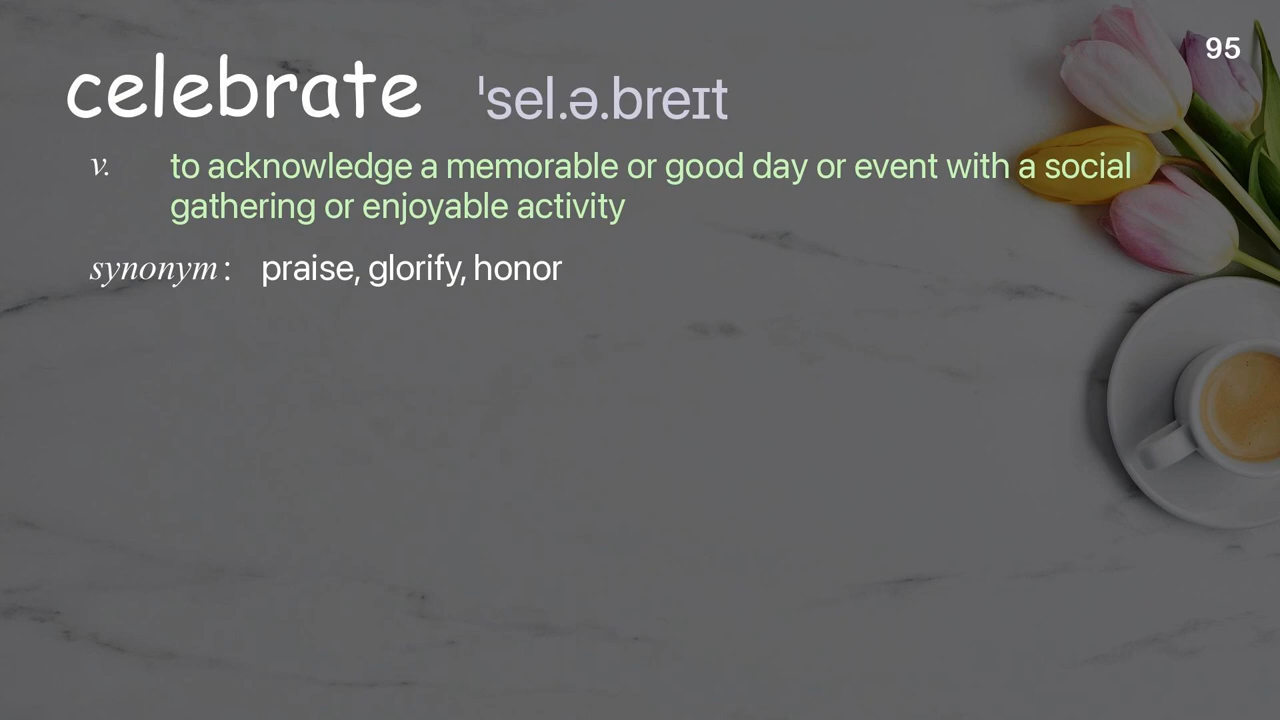 95
celebrate ˈsel.ə.breɪt
v. to acknowledge a memorable or good day or event with a social
gathering or enjoyable activity
synonym : praise, glorify, honor